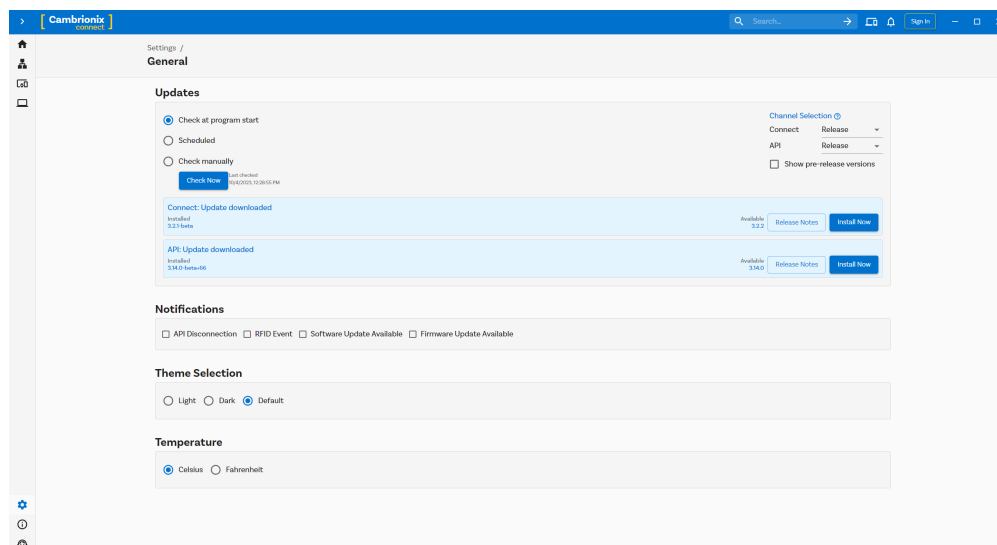 [ Cambrionix ]
connect
Search...
Sign In
Settings /
General
Updates
Check at program start
Scheduled
Check manually
Check Now
Last checked
10/4/2023, 12:28:55 PM
Channel Selection
Connect Release
API Release
Show pre-release versions
Connect: Update downloaded
Installed
3.2.1-beta
Available
3.2.2
Release Notes
Install Now
API: Update downloaded
Installed
3.14.0-beta+66
Available
3.14.0
Release Notes
Install Now
Notifications
API Disconnection RFID Event Software Update Available Firmware Update Available
Theme Selection
Light Dark Default
Temperature
Celsius Fahrenheit